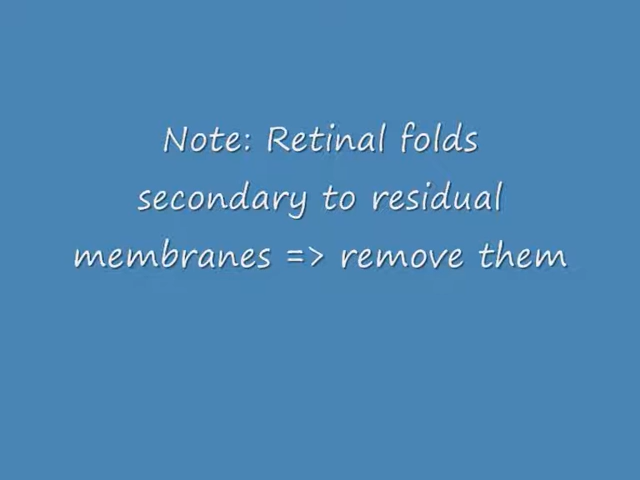 Note: Retinal folds
secondary to residual
membranes => remove them